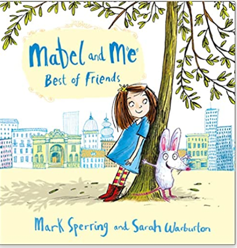 Mabel and Me
Best of Friends
Mark Sperring and Sarah Warburton